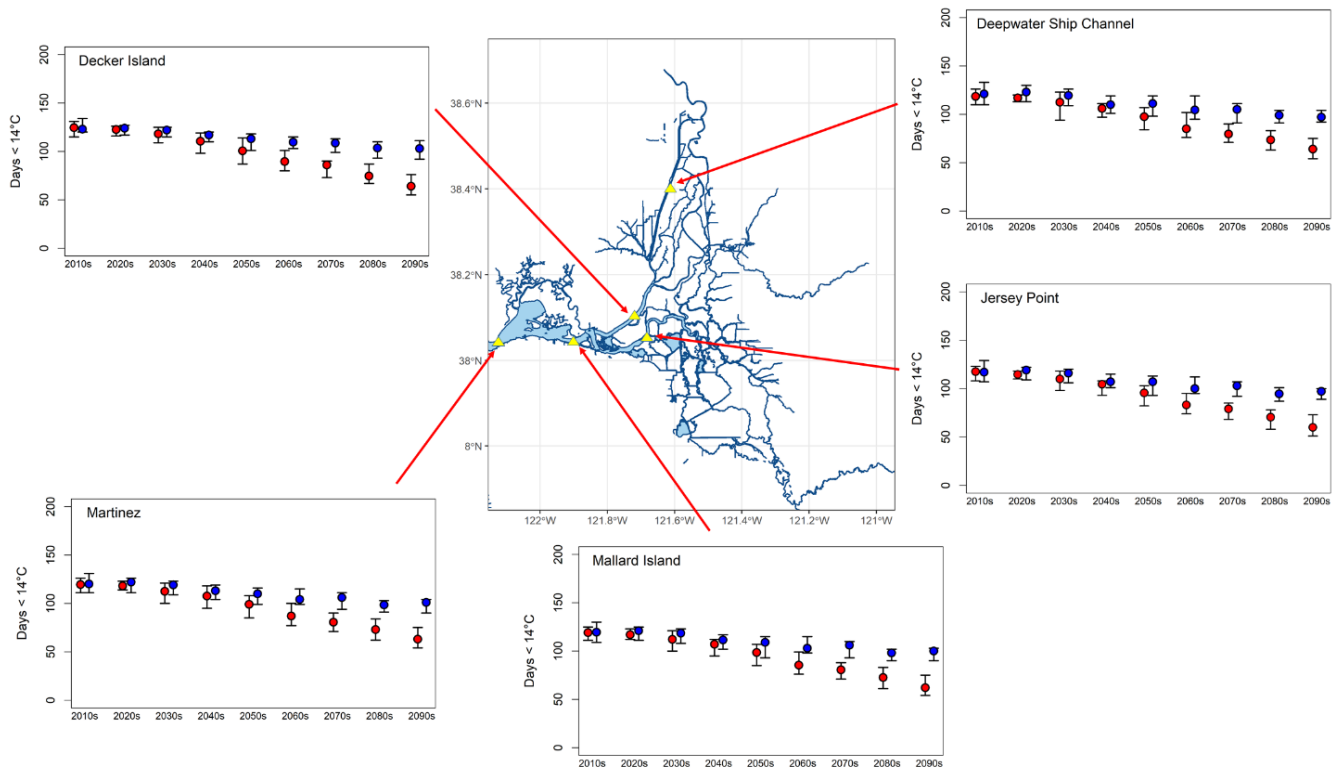 Decker Island
Days < 14°C
200
150
100
50
0
2010s 2020s 2030s 2040s 2050s 2060s 2070s 2080s 2090s
38.6°N
38.4°N
38.2°N
38°N
8°N
122°W 121.8°W 121.6°W 121.4°W 121.2°W 121°W
Deepwater Ship Channel
Days < 14°C
200
150
100
50
0
2010s 2020s 2030s 2040s 2050s 2060s 2070s 2080s 2090s
Jersey Point
Days < 14°C
200
150
100
50
0
2010s 2020s 2030s 2040s 2050s 2060s 2070s 2080s 2090s
Martinez
Days < 14°C
200
150
100
50
0
2010s 2020s 2030s 2040s 2050s 2060s 2070s 2080s 2090s
Mallard Island
Days < 14°C
200
150
100
50
0
2010s 2020s 2030s 2040s 2050s 2060s 2070s 2080s 2090s